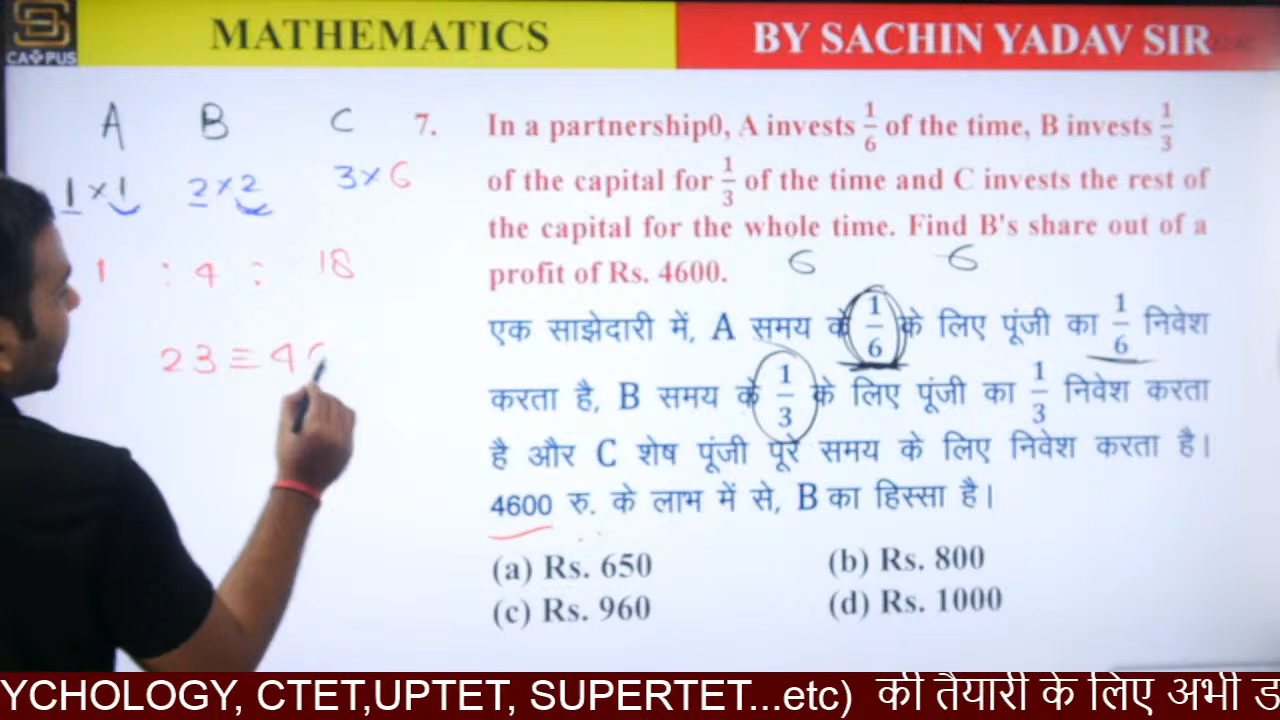 CAMPUS
MATHEMATICS
BY SACHIN YADAV SIR
A B C
1 × 1 2 × 2 3 × 6
1 : 4 : 18
23 ≡ 4
7. In a partnership0, A invests 1/6 of the time, B invests 1/3
of the capital for 1/3 of the time and C invests the rest of
the capital for the whole time. Find B's share out of a
profit of Rs. 4600.
6 6
एक साझेदारी में, A समय के 1/6 के लिए पूंजी का 1/6 निवेश
करता है, B समय के 1/3 के लिए पूंजी का 1/3 निवेश करता
है और C शेष पूंजी पूरे समय के लिए निवेश करता है।
4600 रु. के लाभ में से, B का हिस्सा है।
(a) Rs. 650 (b) Rs. 800
(c) Rs. 960 (d) Rs. 1000
YCHOLOGY, CTET,UPTET, SUPERTET...etc) की तैयारी के लिए अभी ड